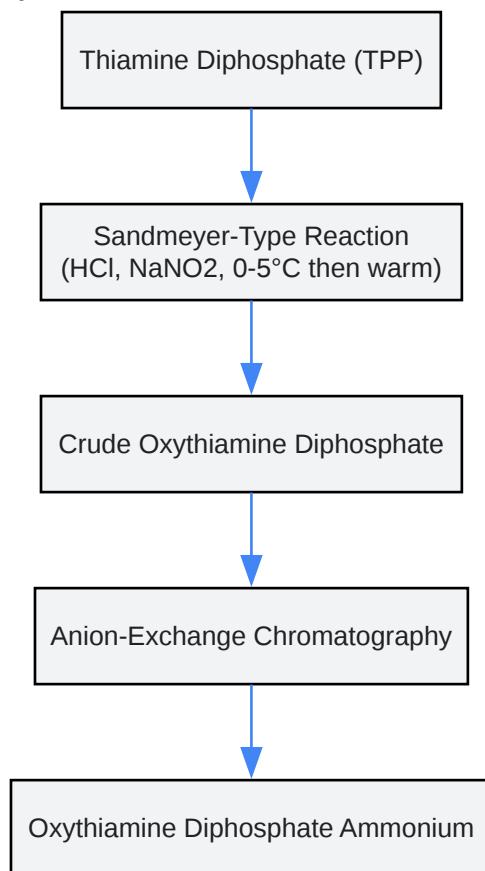 Thiamine Diphosphate (TPP)
Sandmeyer-Type Reaction
(HCl, NaNO2, 0-5°C then warm)
Crude Oxythiamine Diphosphate
Anion-Exchange Chromatography
Oxythiamine Diphosphate Ammonium